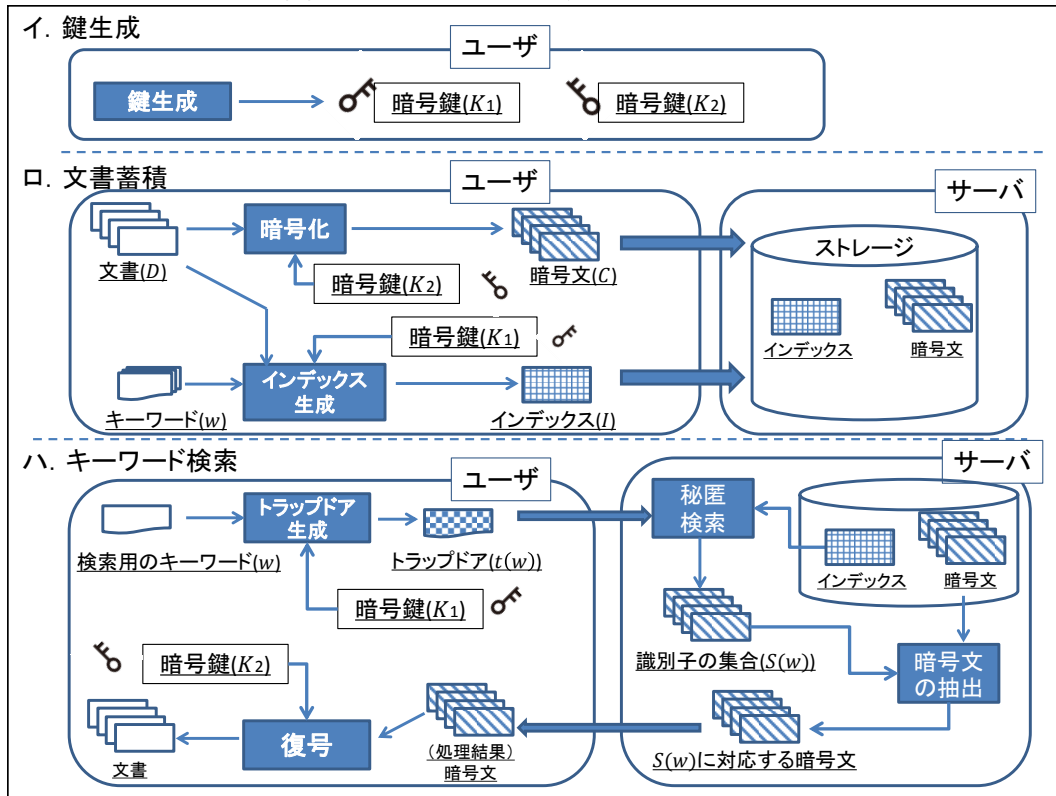 イ．鍵生成
ユーザ
鍵生成
暗号鍵(K1)
暗号鍵(K2)
ロ．文書蓄積
ユーザ
サーバ
文書(D)
暗号化
暗号文(C)
暗号鍵(K2)
暗号鍵(K1)
キーワード(w)
インデックス
生成
インデックス(I)
ストレージ
インデックス
暗号文
ハ．キーワード検索
ユーザ
サーバ
検索用のキーワード(w)
トラップドア
生成
トラップドア(t(w))
暗号鍵(K1)
秘匿
検索
インデックス
暗号文
識別子の集合(S(w))
暗号文
の抽出
S(w)に対応する暗号文
暗号鍵(K2)
（処理結果）
暗号文
復号
文書